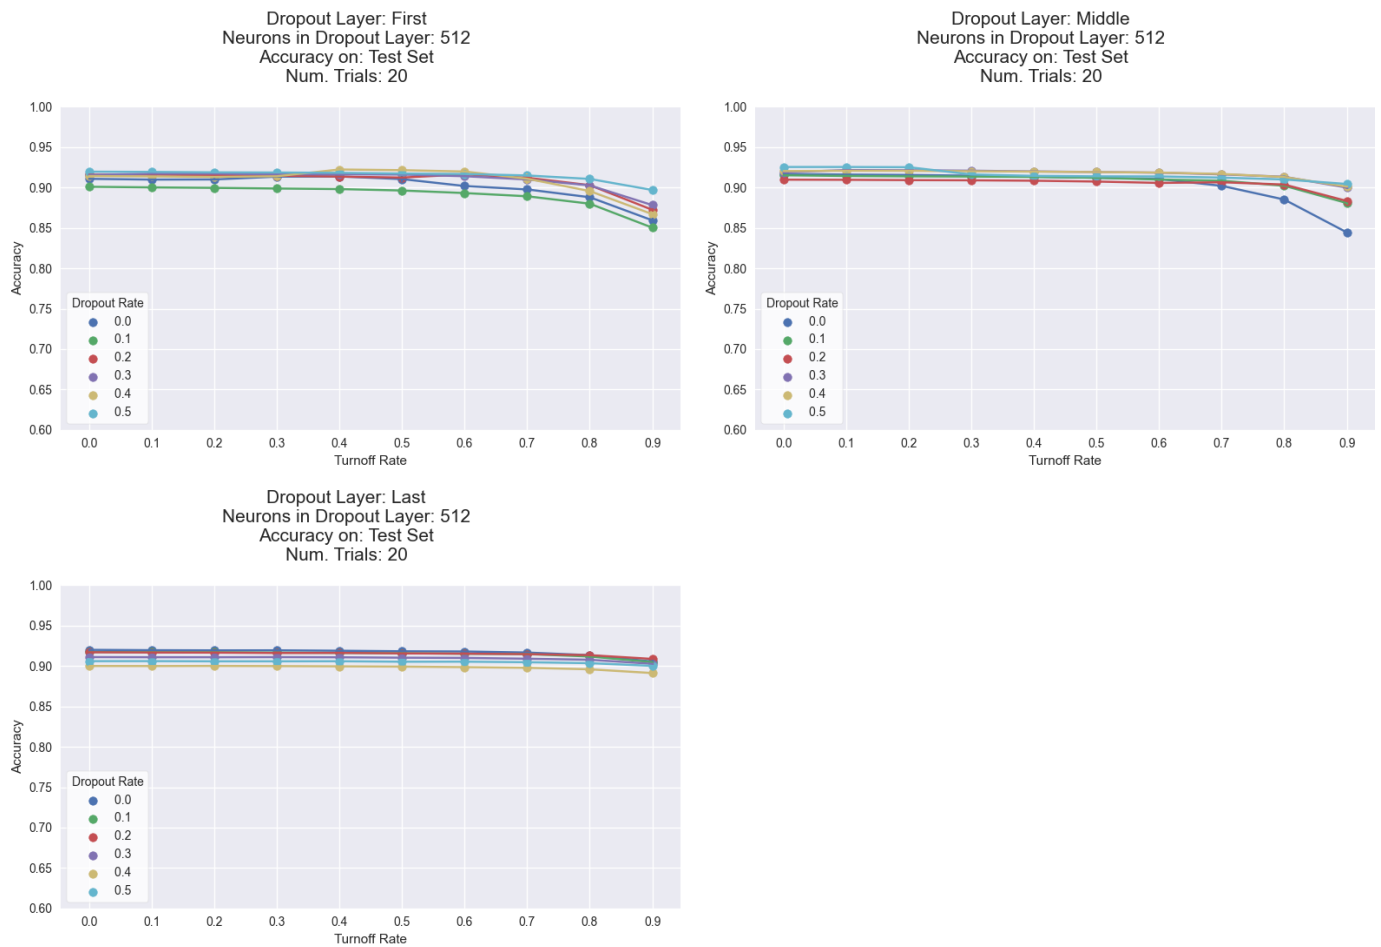 Dropout Layer: First
Neurons in Dropout Layer: 512
Accuracy on: Test Set
Num. Trials: 20
1.00
0.95
0.90
0.85
0.80
0.75
0.70
0.65
0.60
Accuracy
Dropout Rate
0.0
0.1
0.2
0.3
0.4
0.5
0.0 0.1 0.2 0.3 0.4 0.5 0.6 0.7 0.8 0.9
Turnoff Rate
Dropout Layer: Middle
Neurons in Dropout Layer: 512
Accuracy on: Test Set
Num. Trials: 20
1.00
0.95
0.90
0.85
0.80
0.75
0.70
0.65
0.60
Accuracy
Dropout Rate
0.0
0.1
0.2
0.3
0.4
0.5
0.0 0.1 0.2 0.3 0.4 0.5 0.6 0.7 0.8 0.9
Turnoff Rate
Dropout Layer: Last
Neurons in Dropout Layer: 512
Accuracy on: Test Set
Num. Trials: 20
1.00
0.95
0.90
0.85
0.80
0.75
0.70
0.65
0.60
Accuracy
Dropout Rate
0.0
0.1
0.2
0.3
0.4
0.5
0.0 0.1 0.2 0.3 0.4 0.5 0.6 0.7 0.8 0.9
Turnoff Rate